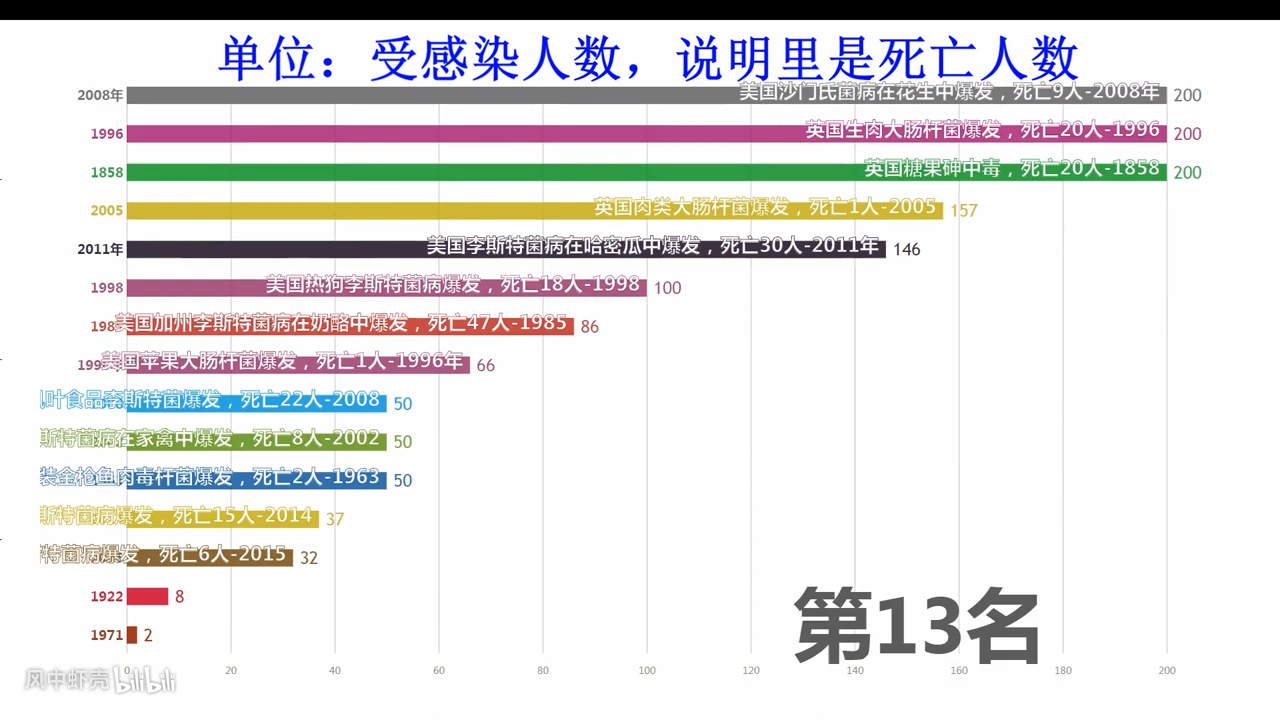 单位：受感染人数，说明里是死亡人数
2008年 美国沙门氏菌病在花生中爆发，死亡9人-2008年 200
1996 英国生肉大肠杆菌爆发，死亡20人-1996 200
1858 英国糖果砷中毒，死亡20人-1858 200
2005 英国肉类大肠杆菌爆发，死亡1人-2005 157
2011年 美国李斯特菌病在哈密瓜中爆发，死亡30人-2011年 146
1998 美国热狗李斯特菌病爆发，死亡18人-1998 100
美国加州李斯特菌病在奶酪中爆发，死亡47人-1985 86
美国苹果大肠杆菌爆发，死亡1人-1996年 66
叶食品李斯特菌爆发，死亡22人-2008 50
斯特菌病在家禽中爆发，死亡8人-2002 50
装金枪鱼肉毒杆菌爆发，死亡2人-1963 50
斯特菌病爆发，死亡15人-2014 37
特菌病爆发，死亡6人-2015 32
1922 8
1971 2
第13名
0 20 40 60 80 100 120 140 160 180 200
风中虾壳 bilibili